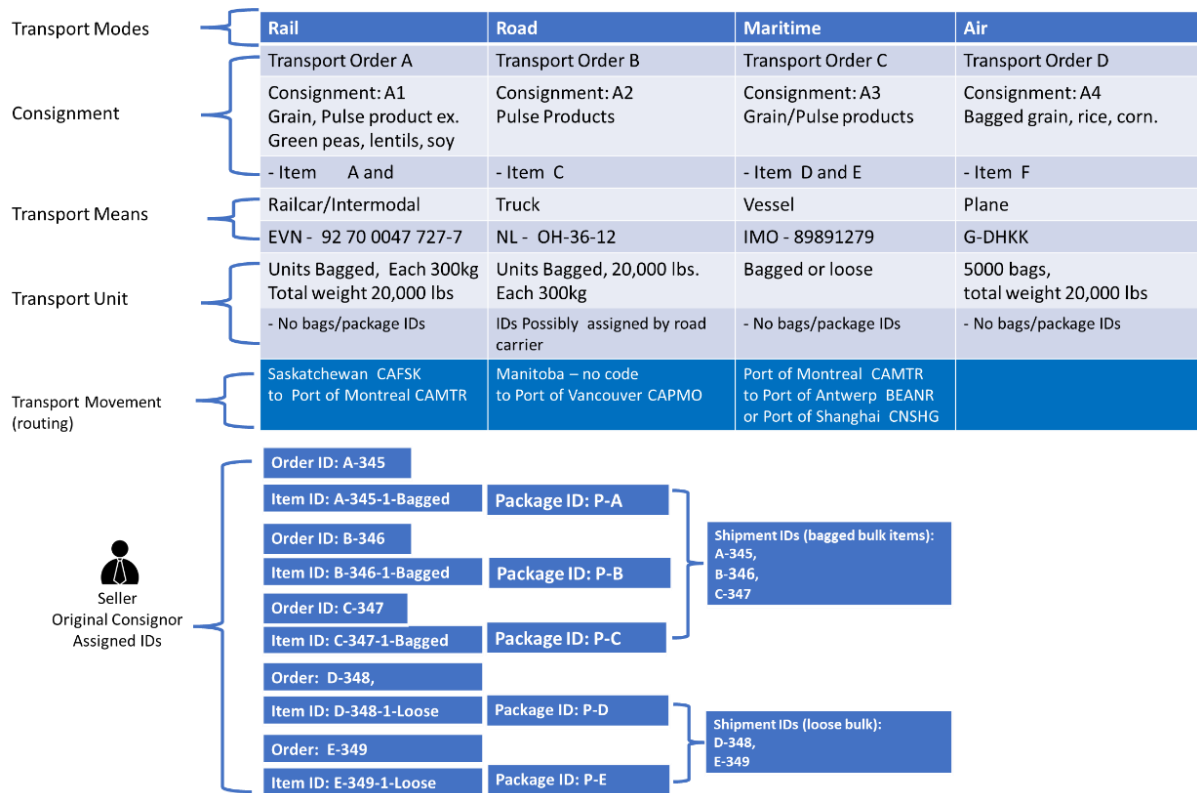 Transport Modes
Rail
Road
Maritime
Air
Consignment
Transport Order A
Transport Order B
Transport Order C
Transport Order D
Consignment: A1
Grain, Pulse product ex.
Green peas, lentils, soy
Consignment: A2
Pulse Products
Consignment: A3
Grain/Pulse products
Consignment: A4
Bagged grain, rice, corn.
- Item A and
- Item C
- Item D and E
- Item F
Transport Means
Railcar/Intermodal
Truck
Vessel
Plane
EVN - 92 70 0047 727-7
NL - OH-36-12
IMO - 89891279
G-DHKK
Transport Unit
Units Bagged, Each 300kg
Total weight 20,000 lbs
Units Bagged, 20,000 lbs.
Each 300kg
Bagged or loose
5000 bags,
total weight 20,000 lbs
- No bags/package IDs
IDs Possibly assigned by road
carrier
- No bags/package IDs
- No bags/package IDs
Transport Movement
(routing)
Saskatchewan CAFSK
to Port of Montreal CAMTR
Manitoba – no code
to Port of Vancouver CAPMO
Port of Montreal CAMTR
to Port of Antwerp BEANR
or Port of Shanghai CNSHG
Seller
Original Consignor
Assigned IDs
Order ID: A-345
Item ID: A-345-1-Bagged
Package ID: P-A
Order ID: B-346
Item ID: B-346-1-Bagged
Package ID: P-B
Order ID: C-347
Item ID: C-347-1-Bagged
Package ID: P-C
Shipment IDs (bagged bulk items):
A-345,
B-346,
C-347
Order: D-348,
Item ID: D-348-1-Loose
Package ID: P-D
Order: E-349
Item ID: E-349-1-Loose
Package ID: P-E
Shipment IDs (loose bulk):
D-348,
E-349